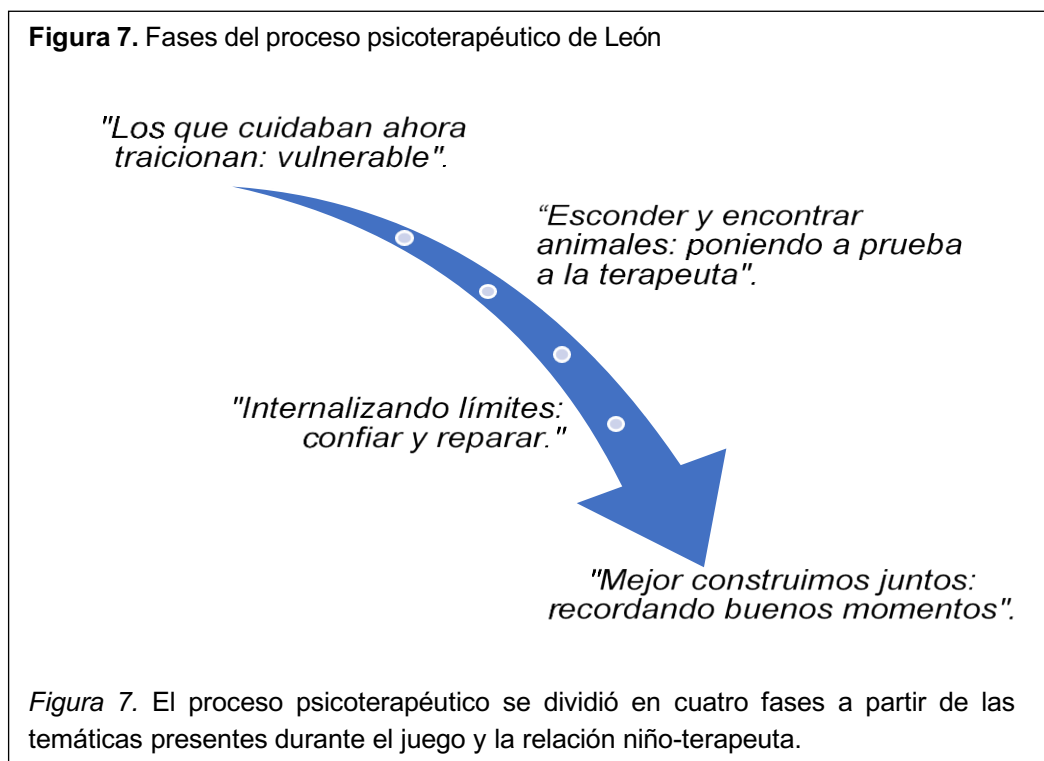 Figura 7. Fases del proceso psicoterapéutico de León
"Los que cuidaban ahora
traicionan: vulnerable".
“Esconder y encontrar
animales: poniendo a prueba
a la terapeuta".
"Internalizando límites:
confiar y reparar."
"Mejor construimos juntos:
recordando buenos momentos".
Figura 7. El proceso psicoterapéutico se dividió en cuatro fases a partir de las
temáticas presentes durante el juego y la relación niño-terapeuta.